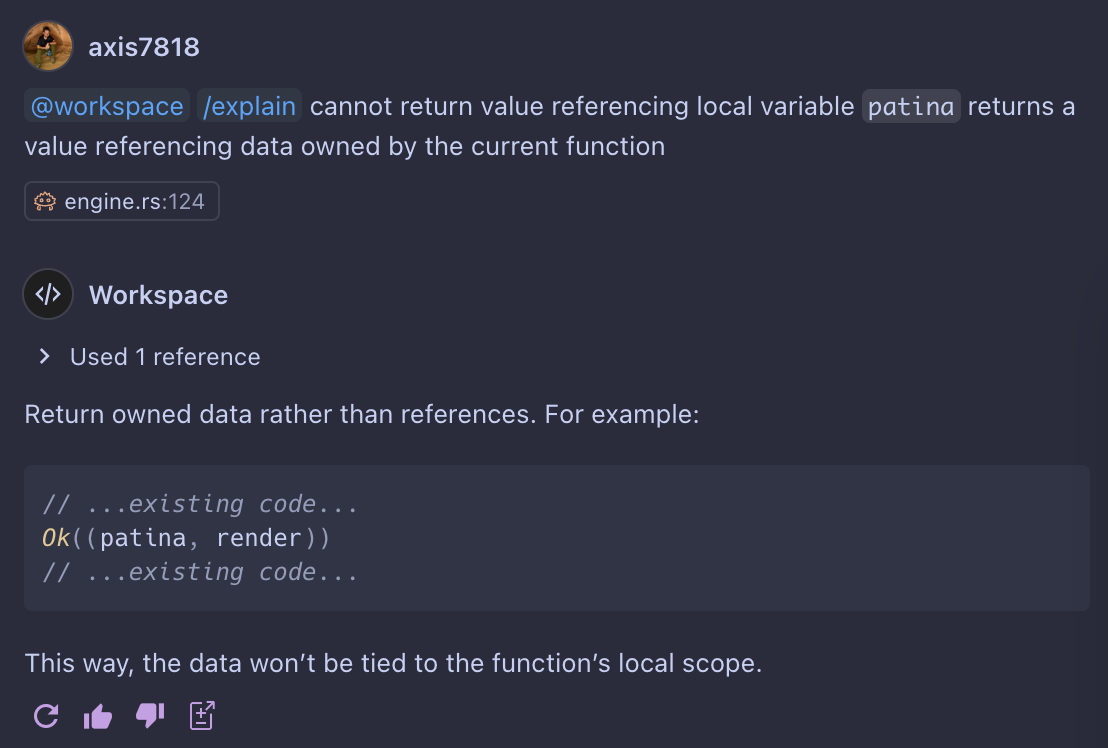 axis7818
@workspace /explain cannot return value referencing local variable patina returns a
value referencing data owned by the current function
engine.rs:124
</> Workspace
Used 1 reference
Return owned data rather than references. For example:
// ...existing code...
Ok((patina, render))
// ...existing code...
This way, the data won’t be tied to the function’s local scope.